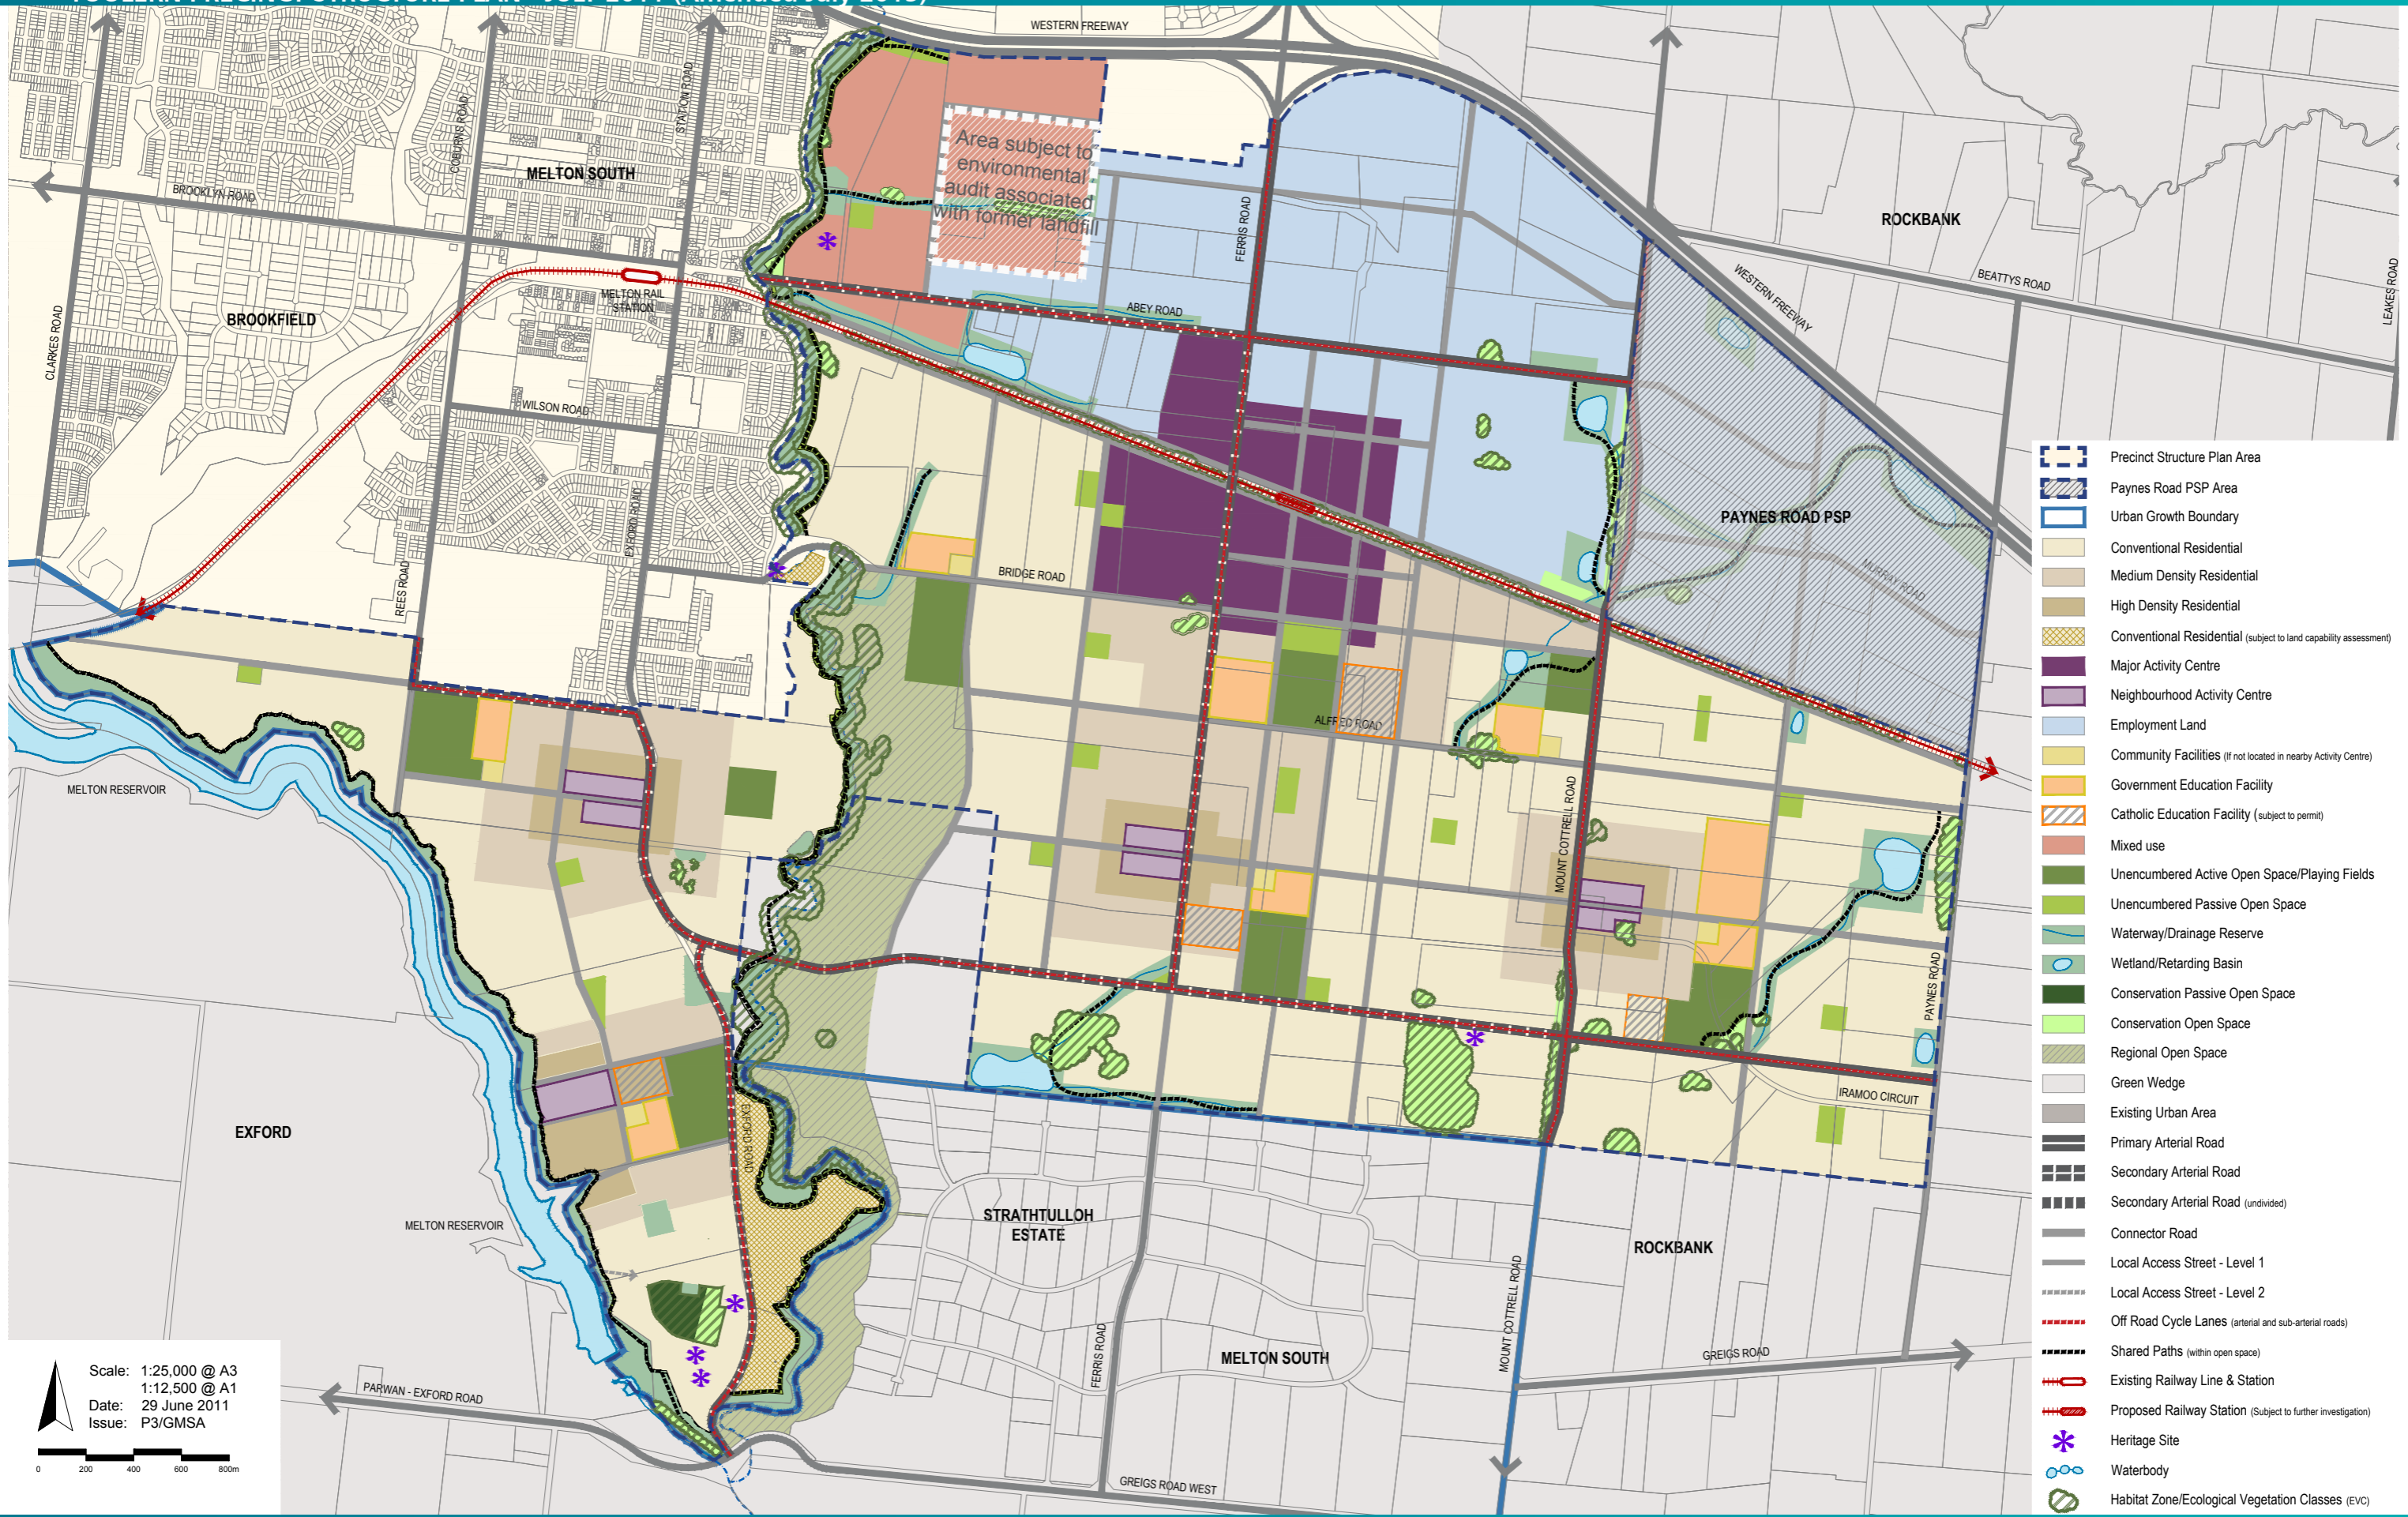 WESTERN FREEWAY
STATION ROAD
COBURNS ROAD
MELTON SOUTH
BROOKLYN ROAD
Area subject to
environmental
audit associated
with former landfill
FERRIS ROAD
ROCKBANK
BEATTYS ROAD
LEAKES ROAD
WESTERN FREEWAY
MELTON RAIL
STATION
BROOKFIELD
CLARKES ROAD
ABEY ROAD
WILSON ROAD
EXFORD ROAD
REES ROAD
BRIDGE ROAD
PAYNES ROAD PSP
MURRAY ROAD
ALFRED ROAD
MOUNT COTTRELL ROAD
MELTON RESERVOIR
PAYNES ROAD
IRAMOO CIRCUIT
EXFORD
EXFORD ROAD
MELTON RESERVOIR
STRATHTULLOH
ESTATE
ROCKBANK
MOUNT COTTRELL ROAD
FERRIS ROAD
MELTON SOUTH
GREIGS ROAD
PARWAN - EXFORD ROAD
GREIGS ROAD WEST
Scale: 1:25,000 @ A3
1:12,500 @ A1
Date: 29 June 2011
Issue: P3/GMSA
0 200 400 600 800m
Precinct Structure Plan Area
Paynes Road PSP Area
Urban Growth Boundary
Conventional Residential
Medium Density Residential
High Density Residential
Conventional Residential (subject to land capability assessment)
Major Activity Centre
Neighbourhood Activity Centre
Employment Land
Community Facilities (If not located in nearby Activity Centre)
Government Education Facility
Catholic Education Facility (subject to permit)
Mixed use
Unencumbered Active Open Space/Playing Fields
Unencumbered Passive Open Space
Waterway/Drainage Reserve
Wetland/Retarding Basin
Conservation Passive Open Space
Conservation Open Space
Regional Open Space
Green Wedge
Existing Urban Area
Primary Arterial Road
Secondary Arterial Road
Secondary Arterial Road (undivided)
Connector Road
Local Access Street - Level 1
Local Access Street - Level 2
Off Road Cycle Lanes (arterial and sub-arterial roads)
Shared Paths (within open space)
Existing Railway Line & Station
Proposed Railway Station (Subject to further investigation)
Heritage Site
Waterbody
Habitat Zone/Ecological Vegetation Classes (EVC)